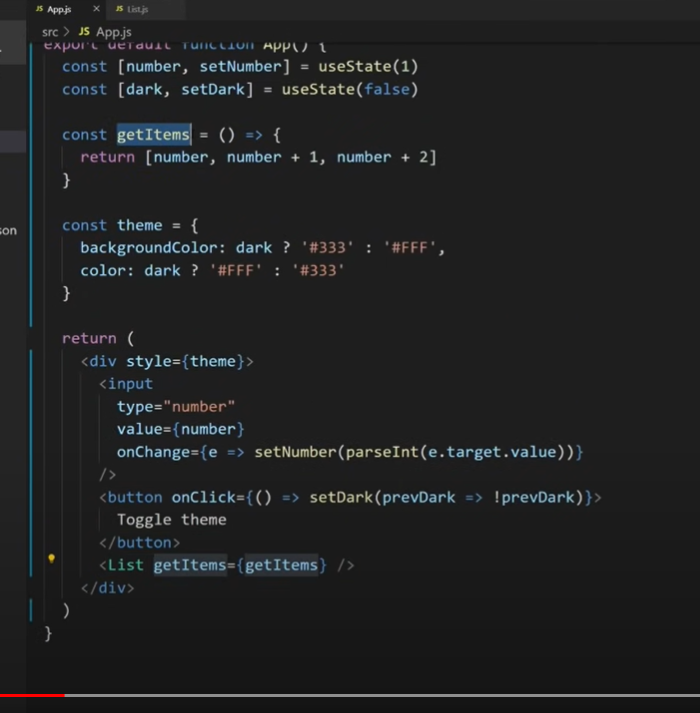 JS App.js × JS List.js
src > JS App.js
export default function App() {
const [number, setNumber] = useState(1)
const [dark, setDark] = useState(false)
const getItems = () => {
return [number, number + 1, number + 2]
}
const theme = {
backgroundColor: dark ? '#333' : '#FFF',
color: dark ? '#FFF' : '#333'
}
son
return (
<div style={theme}>
<input
type="number"
value={number}
onChange={e => setNumber(parseInt(e.target.value))}
/>
<button onClick={() => setDark(prevDark => !prevDark)}>
Toggle theme
</button>
<List getItems={getItems} />
</div>
)
}